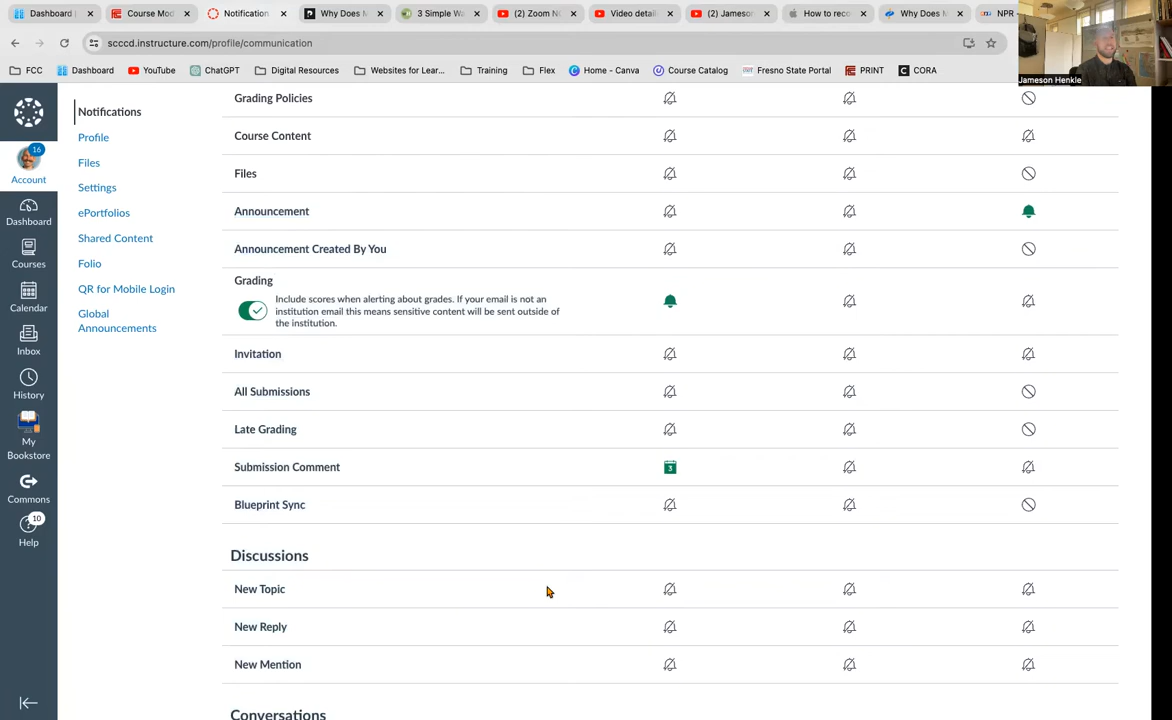 Dashboard |
Course Mod
Notification
Why Does M
3 Simple Wa
(2) Zoom No
Video detail
(2) Jameson
How to reco
Why Does M
NPR -
scccd.instructure.com/profile/communication
FCC
Dashboard
YouTube
ChatGPT
Digital Resources
Websites for Lear...
Training
Flex
Home - Canva
Course Catalog
Fresno State Portal
PRINT
CORA
Jameson Henkle
16
Account
Dashboard
Courses
Calendar
Inbox
History
My
Bookstore
Commons
10
Help
Notifications
Profile
Files
Settings
ePortfolios
Shared Content
Folio
QR for Mobile Login
Global
Announcements
Grading Policies
Course Content
Files
Announcement
Announcement Created By You
Grading
Include scores when alerting about grades. If your email is not an
institution email this means sensitive content will be sent outside of
the institution.
Invitation
All Submissions
Late Grading
Submission Comment
3
Blueprint Sync
Discussions
New Topic
New Reply
New Mention
Conversations